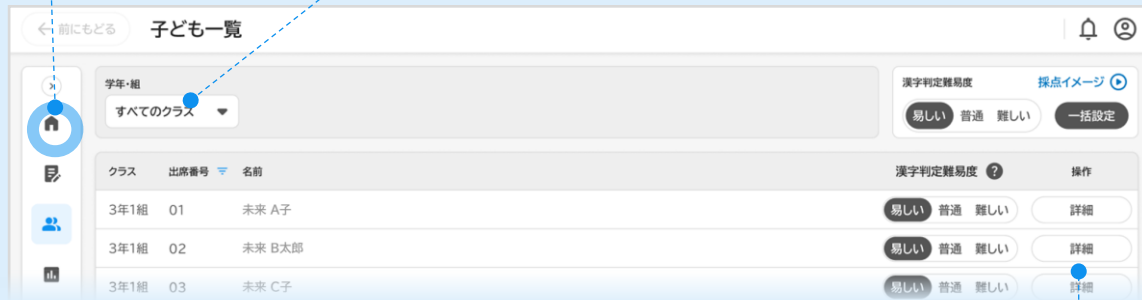 前にもどる
子ども一覧
学年・組
すべてのクラス
漢字判定難易度
採点イメージ
易しい 普通 難しい
一括設定
クラス 出席番号 名前 漢字判定難易度 ? 操作
3年1組 01 未来 A子 易しい 普通 難しい 詳細
3年1組 02 未来 B太郎 易しい 普通 難しい 詳細
3年1組 03 未来 C子 易しい 普通 難しい 詳細